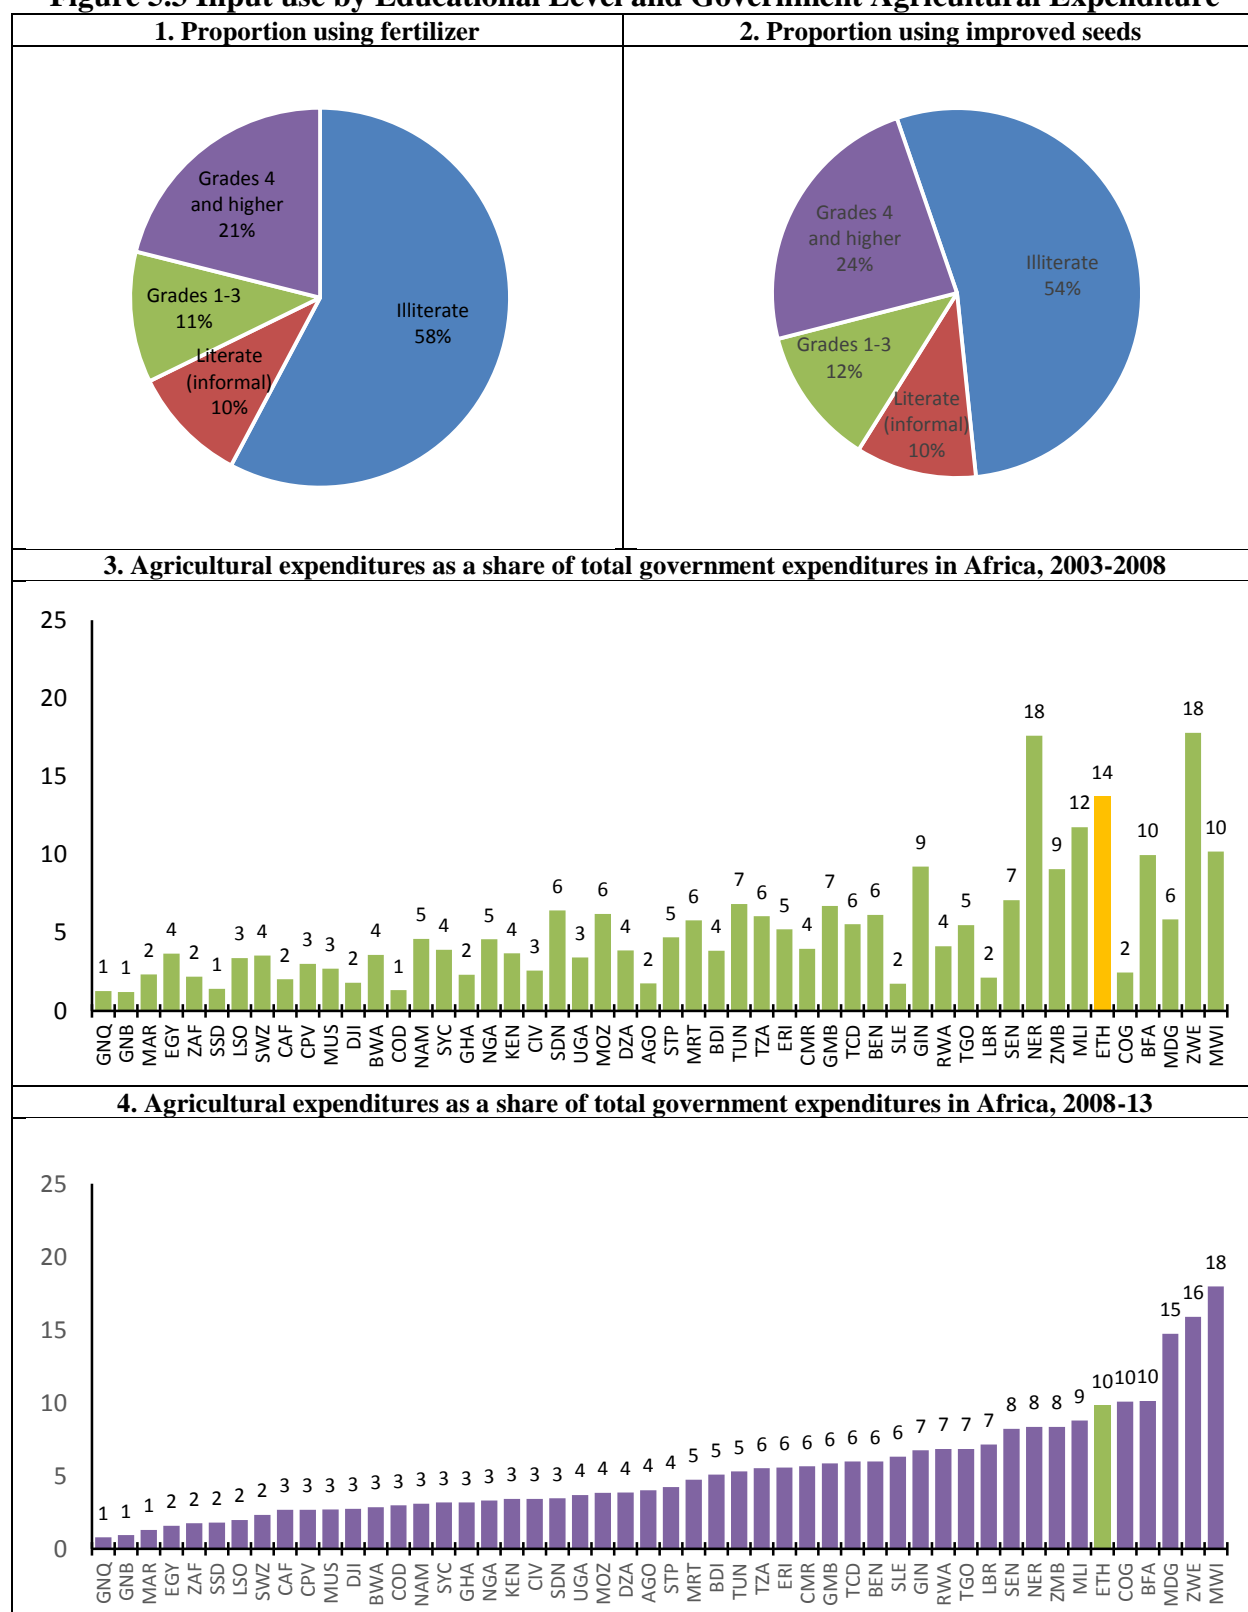 Figure 3.3 Input use by Educational Level and Government Agricultural Expenditure
1. Proportion using fertilizer
2. Proportion using improved seeds
Grades 4
and higher
21%
Grades 1-3
11%
Literate
(informal)
10%
Illiterate
58%
Grades 4
and higher
24%
Grades 1-3
12%
Literate
(informal)
10%
Illiterate
54%
3. Agricultural expenditures as a share of total government expenditures in Africa, 2003-2008
25
20
15
10
5
0
1 1 2 4 2 1 3 4 2 3 3 2 4 1 5 4 2 5 4 3 6 3 6 4 2 5 6 4 7 6 5 4 7 6 6 2 9 4 5 2 7 18 9 12 14 2 10 6 18 10
GNQ GNB MAR EGY ZAF SSD LSO SWZ CAF CPV MUS DJI BWA COD NAM SYC GHA NGA KEN CIV SDN UGA MOZ DZA AGO STP MRT BDI TUN TZA ERI CMR GMB TCD BEN SLE GIN RWA TGO LBR SEN NER ZMB MLI ETH COG BFA MDG ZWE MWI
4. Agricultural expenditures as a share of total government expenditures in Africa, 2008-13
25
20
15
10
5
0
1 1 1 2 2 2 2 2 3 3 3 3 3 3 3 3 3 3 3 3 3 4 4 4 4 4 5 5 5 6 6 6 6 6 6 6 7 7 7 7 8 8 8 9 10 10 10 15 16 18
GNQ GNB MAR EGY ZAF SSD LSO SWZ CAF CPV MUS DJI BWA COD NAM SYC GHA NGA KEN CIV SDN UGA MOZ DZA AGO STP MRT BDI TUN TZA ERI CMR GMB TCD BEN SLE GIN RWA TGO LBR SEN NER ZMB MLI ETH COG BFA MDG ZWE MWI